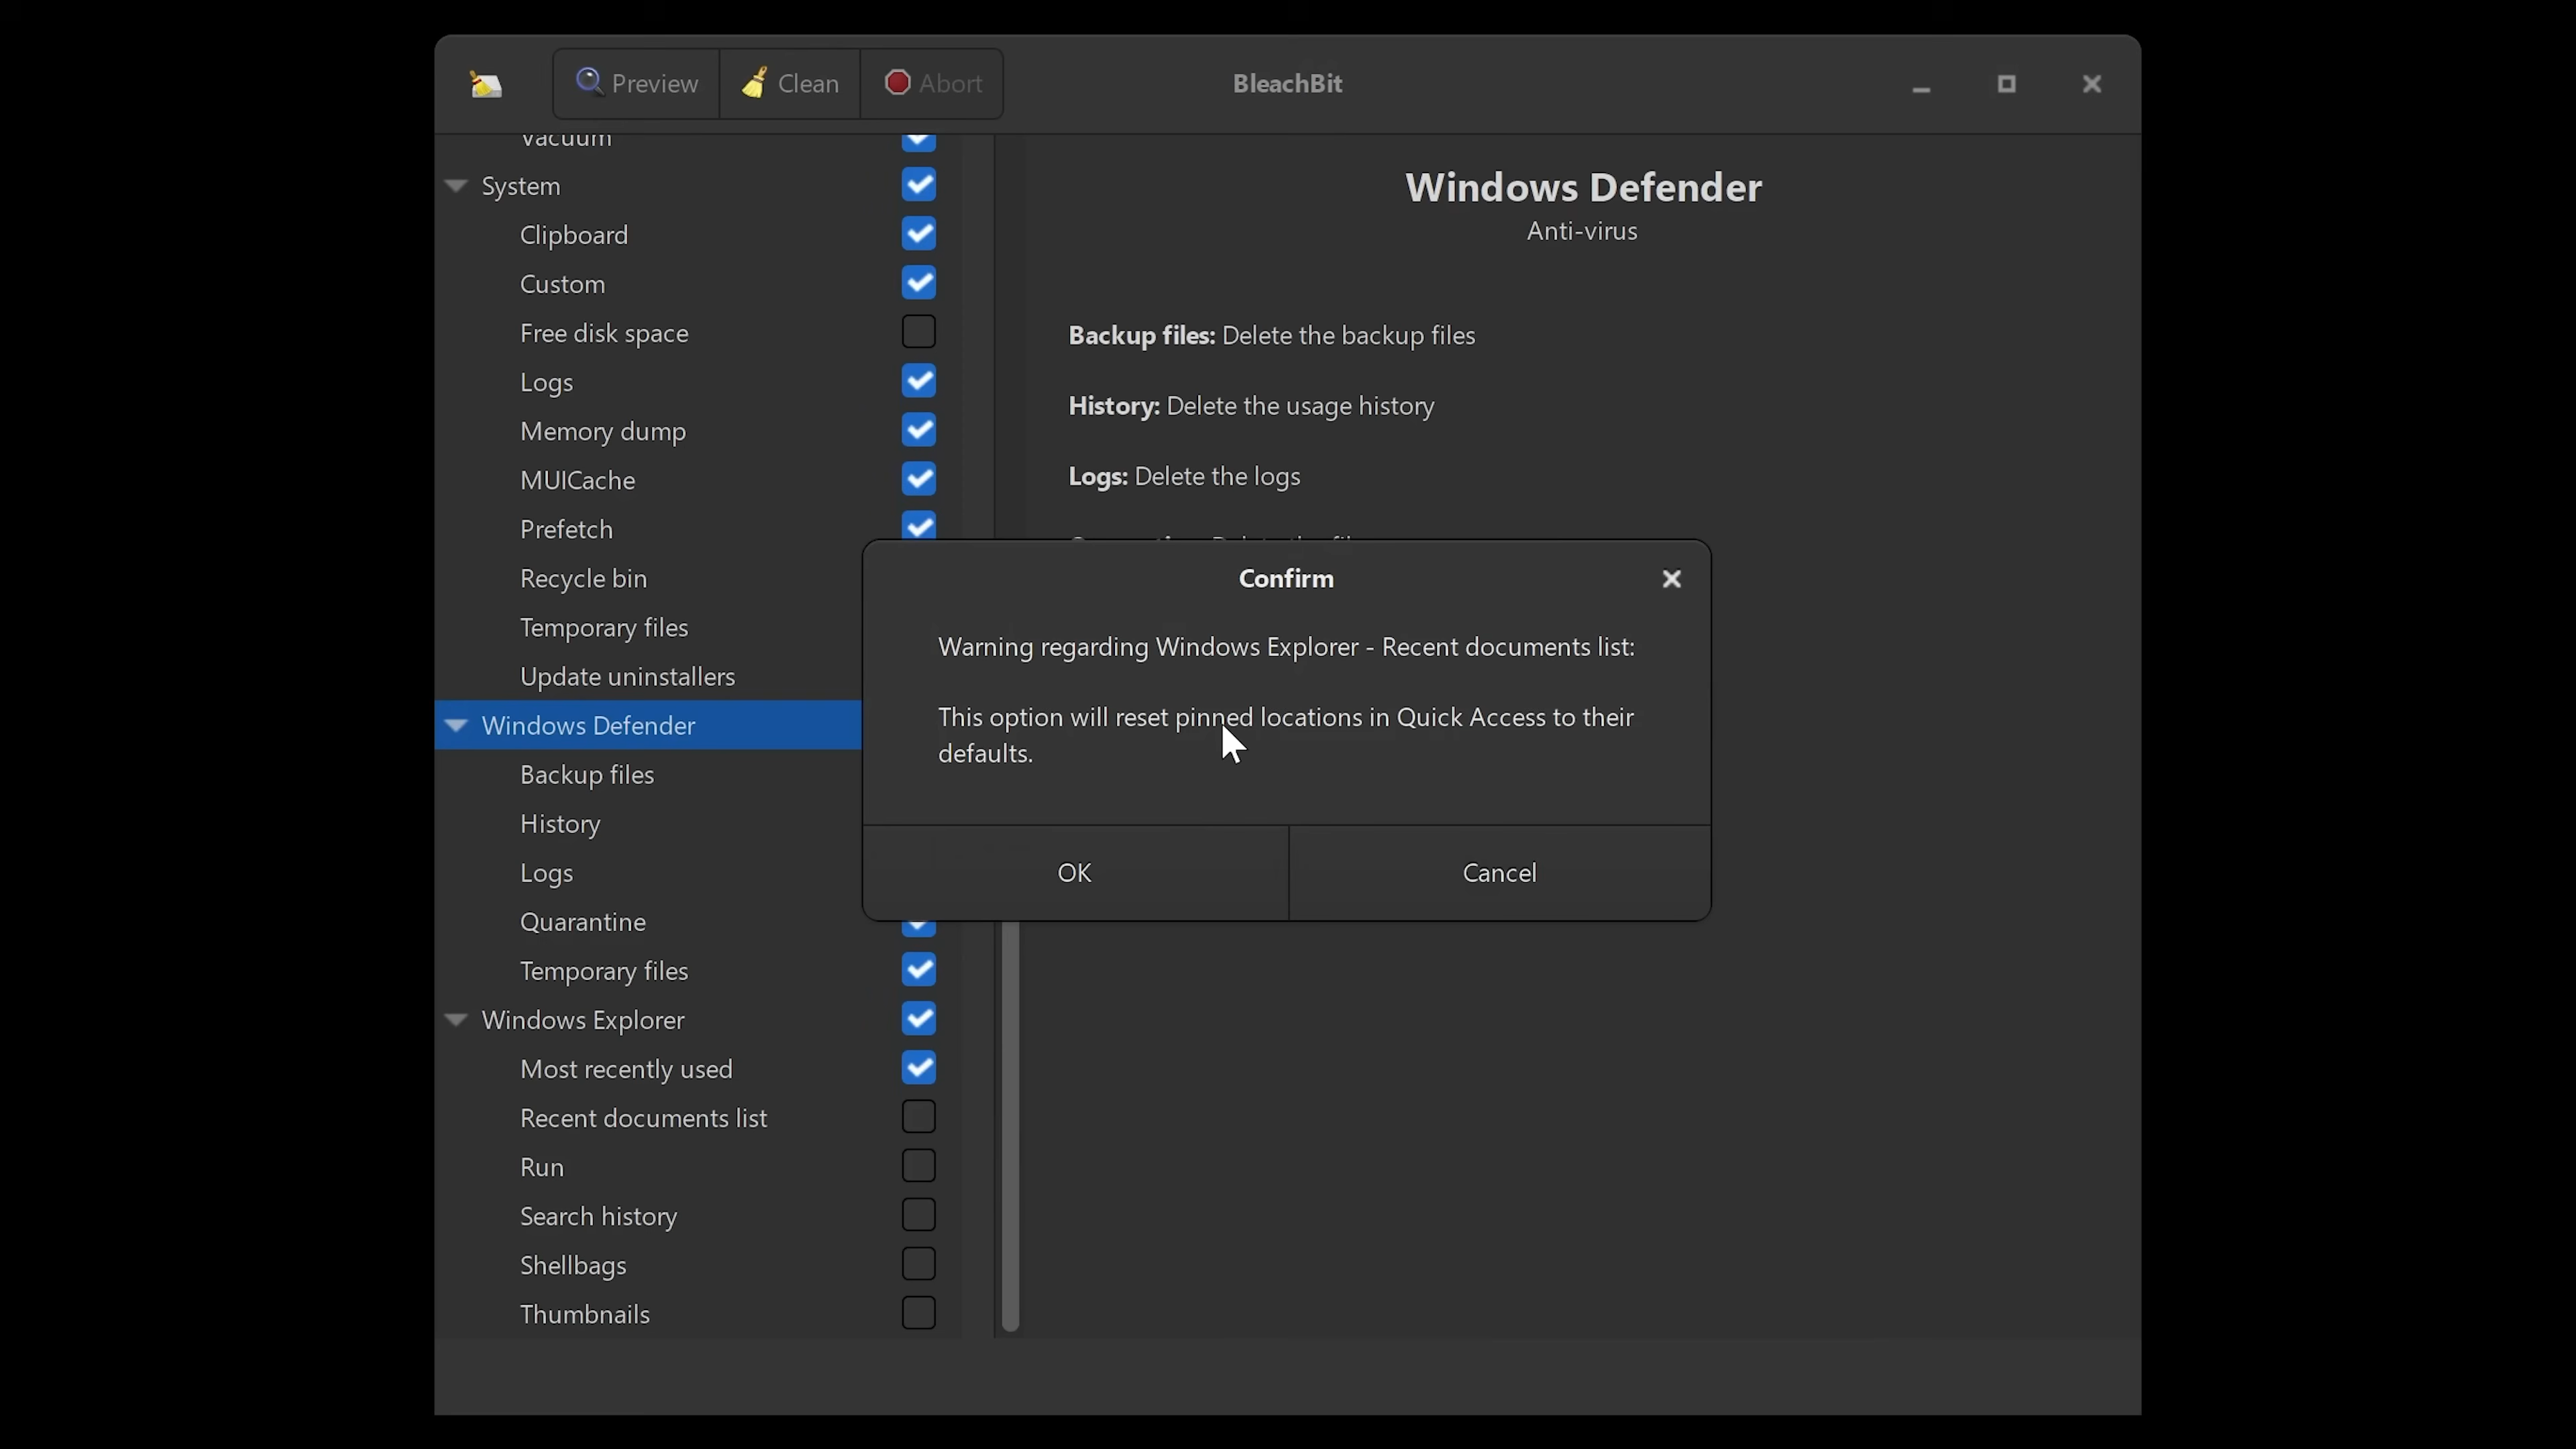 Preview
Clean
Abort
BleachBit
Vacuum
System
Clipboard
Custom
Free disk space
Logs
Memory dump
MUICache
Prefetch
Recycle bin
Temporary files
Update uninstallers
Windows Defender
Backup files
History
Logs
Quarantine
Temporary files
Windows Explorer
Most recently used
Recent documents list
Run
Search history
Shellbags
Thumbnails
Windows Defender
Anti-virus
Backup files: Delete the backup files
History: Delete the usage history
Logs: Delete the logs
Confirm
Warning regarding Windows Explorer - Recent documents list:
This option will reset pinned locations in Quick Access to their
defaults.
OK
Cancel